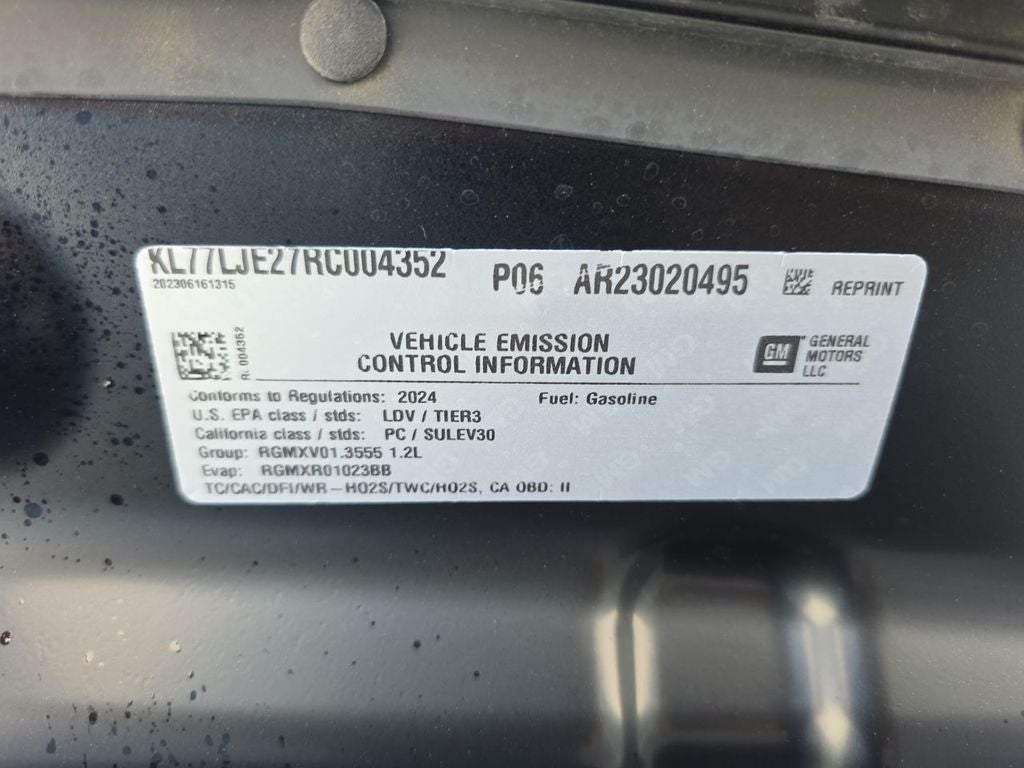 KL77LJE27RC004352 P06 AR23020495 REPRINT
202306161315
R: 004352
VEHICLE EMISSION
CONTROL INFORMATION
GM GENERAL
MOTORS
LLC
Conforms to Regulations: 2024 Fuel: Gasoline
U.S. EPA class / stds: LDV / TIER3
California class / stds: PC / SULEV30
Group: RGMXV01.3555 1.2L
Evap: RGMXR01023BB
TC/CAC/DFI/WR-HO2S/TWC/HO2S, CA OBD: II